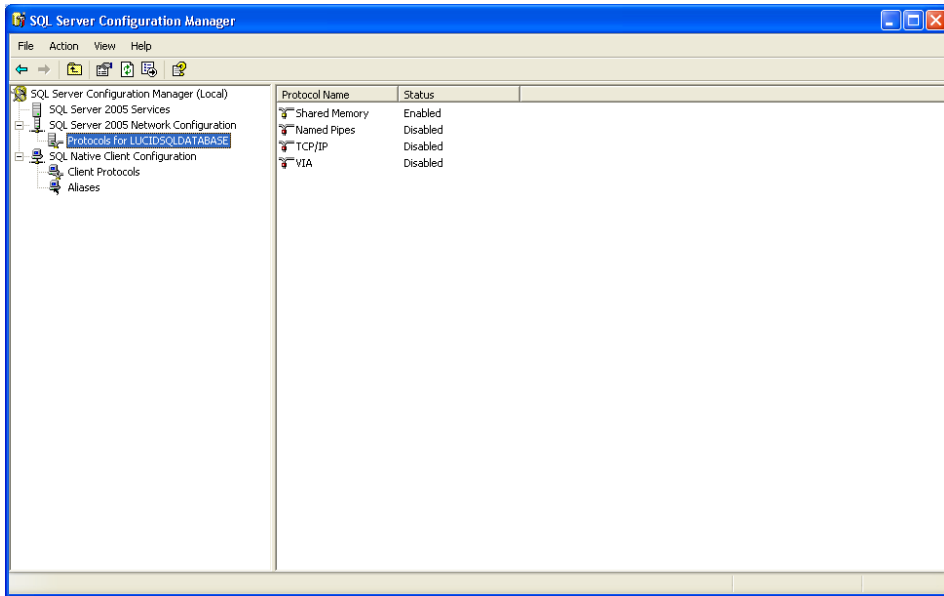 SQL Server Configuration Manager
File Action View Help
SQL Server Configuration Manager (Local)
SQL Server 2005 Services
SQL Server 2005 Network Configuration
Protocols for LUCIDSQLDATABASE
SQL Native Client Configuration
Client Protocols
Aliases
Protocol Name Status
Shared Memory Enabled
Named Pipes Disabled
TCP/IP Disabled
VIA Disabled